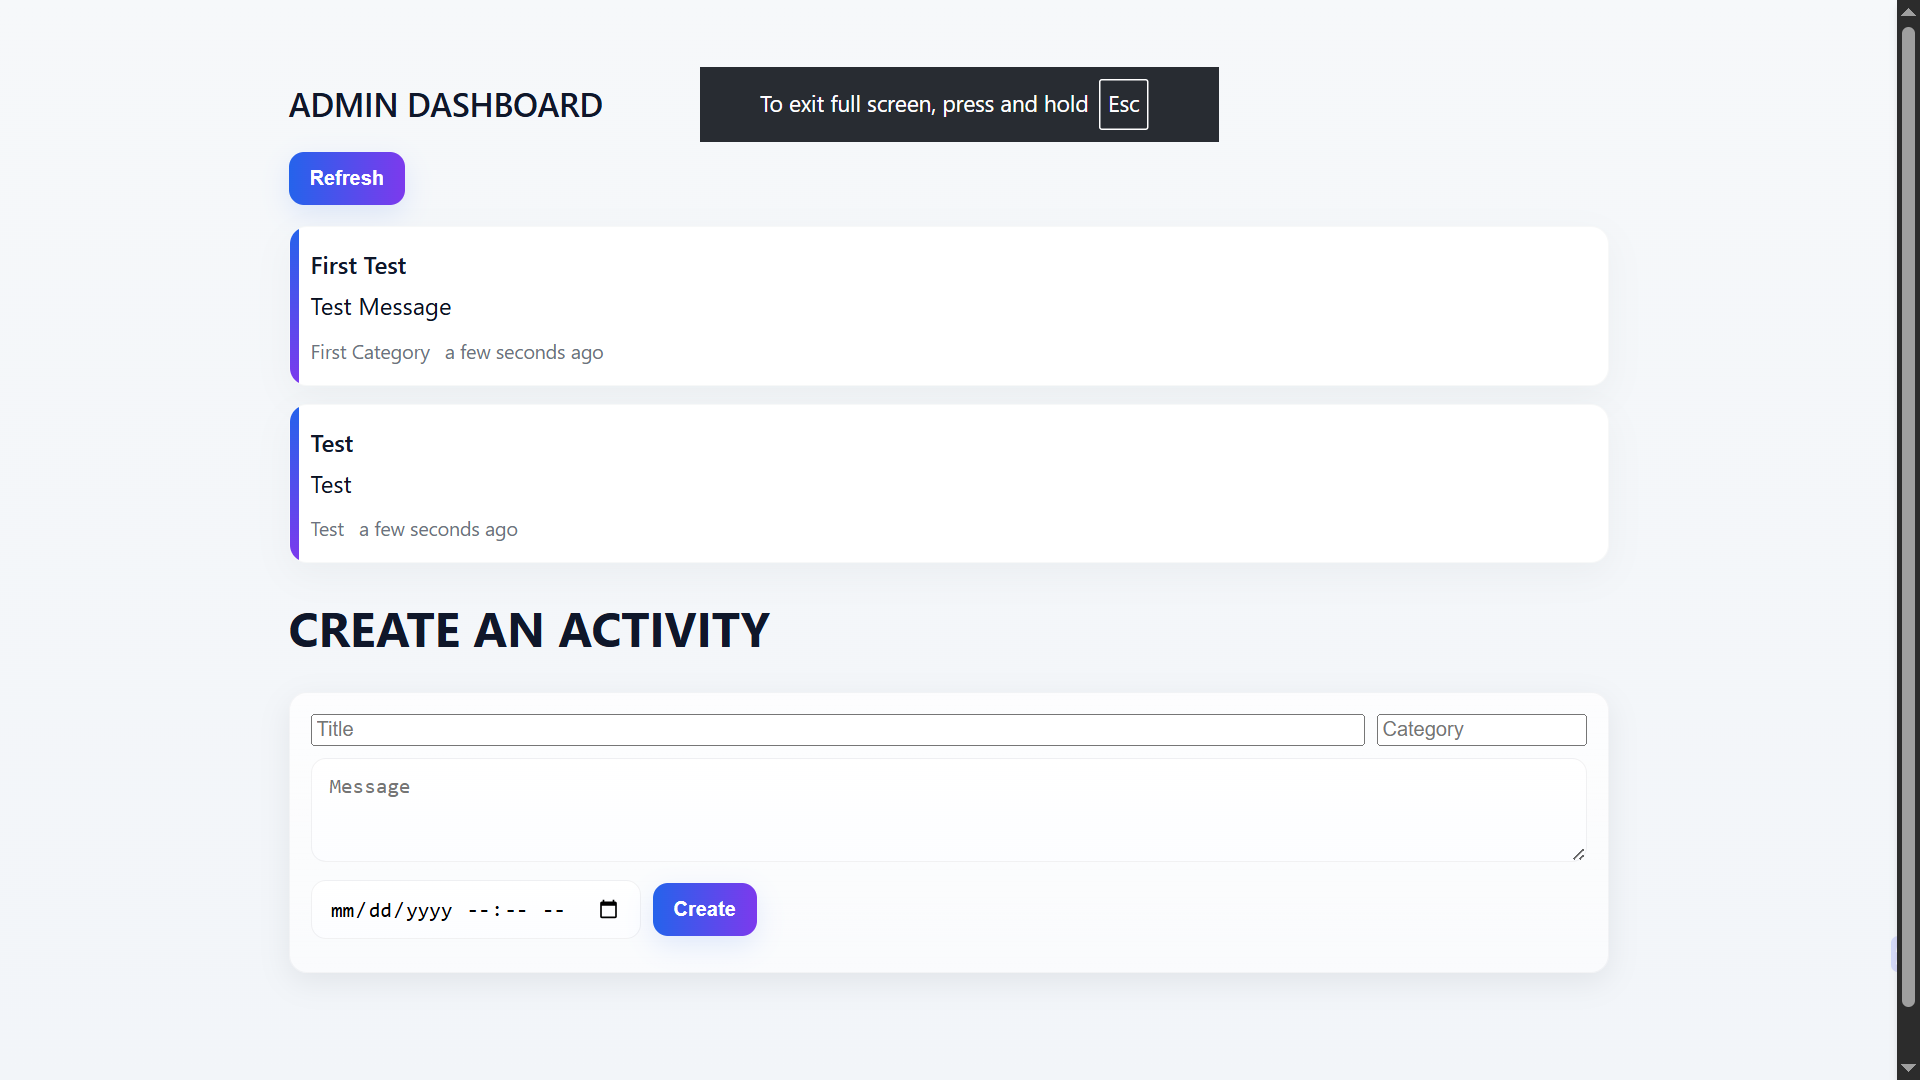 ADMIN DASHBOARD
To exit full screen, press and hold Esc
Refresh
First Test
Test Message
First Category a few seconds ago
Test
Test
Test a few seconds ago
CREATE AN ACTIVITY
Title Category
Message
mm/dd/yyyy --:-- -- Create